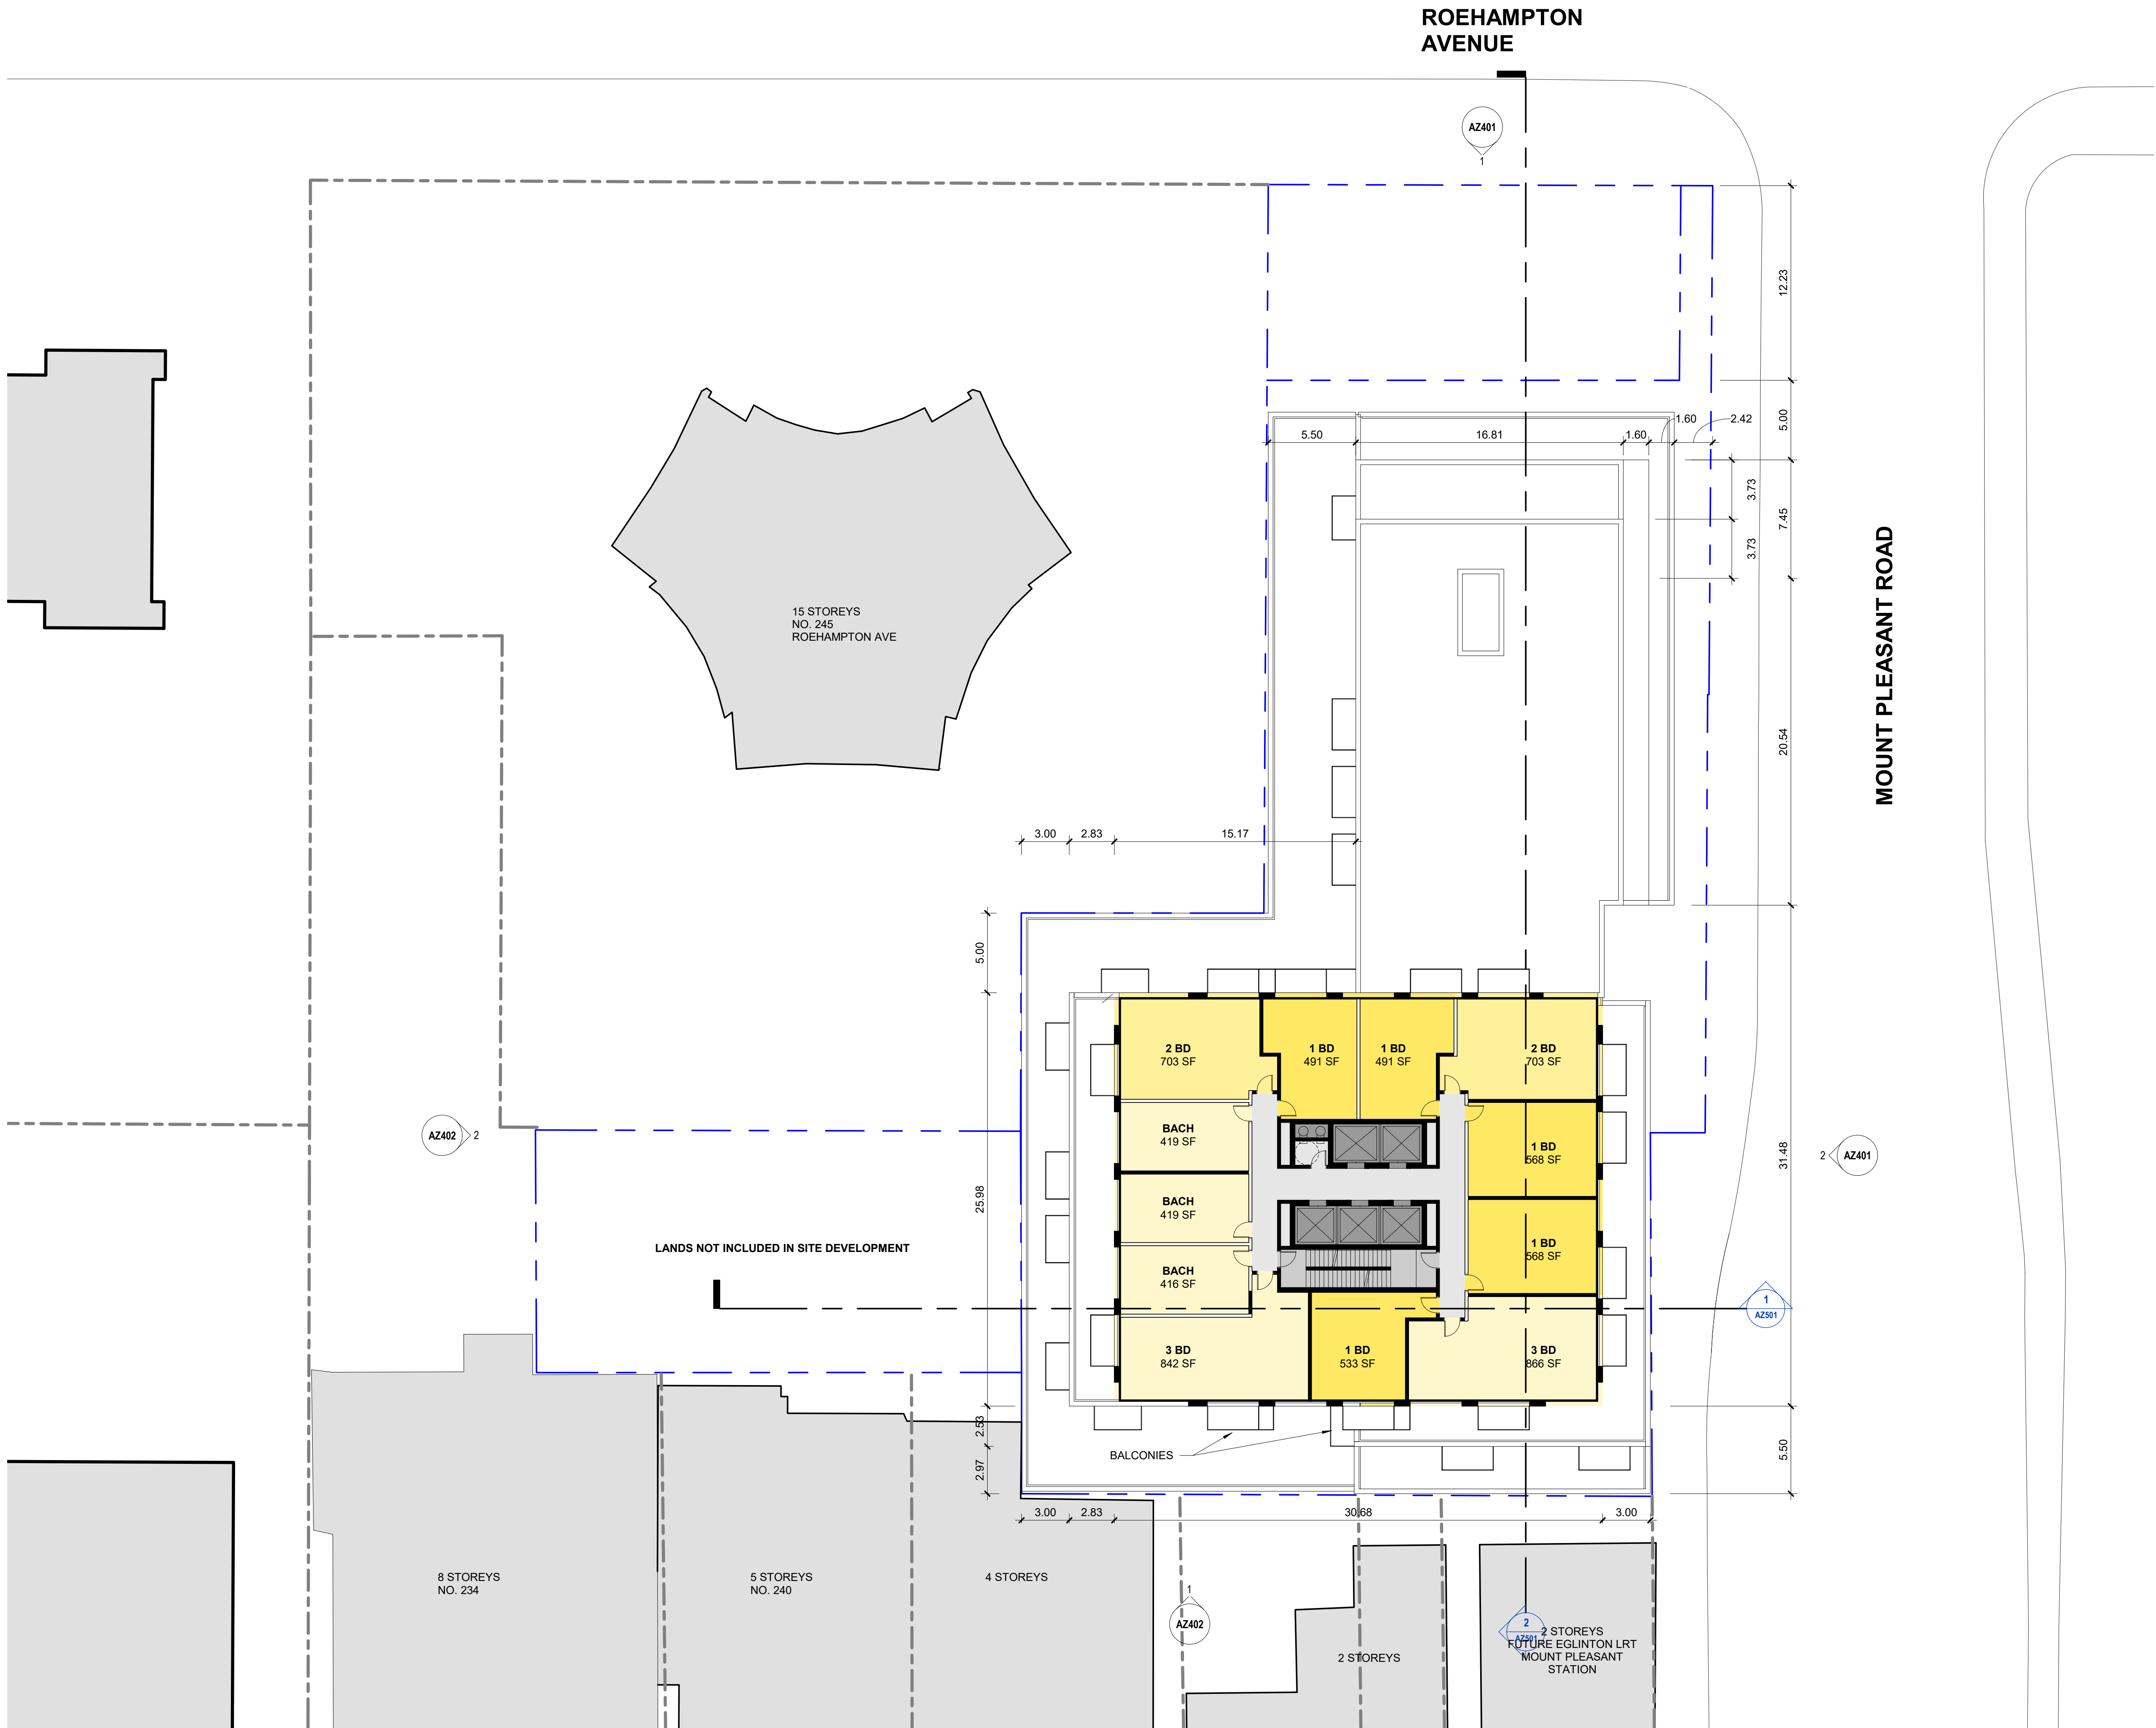 ROEHAMPTON
AVENUE
AZ401
1
12.23
1.60
2.42
5.50
16.81
1.60
5.00
3.73
7.45
3.73
MOUNT PLEASANT ROAD
15 STOREYS
NO. 245
ROEHAMPTON AVE
20.54
3.00
2.83
15.17
5.00
2 BD
703 SF
1 BD
491 SF
1 BD
491 SF
2 BD
703 SF
AZ402
2
BACH
419 SF
1 BD
568 SF
31.48
2
AZ401
25.98
BACH
419 SF
LANDS NOT INCLUDED IN SITE DEVELOPMENT
1 BD
568 SF
BACH
416 SF
1
AZ501
3 BD
842 SF
1 BD
533 SF
3 BD
866 SF
2.53
BALCONIES
2.97
5.50
3.00
2.83
30.68
3.00
8 STOREYS
NO. 234
5 STOREYS
NO. 240
4 STOREYS
1
AZ402
2
AZ501
2 STOREYS
FUTURE EGLINTON LRT
MOUNT PLEASANT
STATION
2 STOREYS